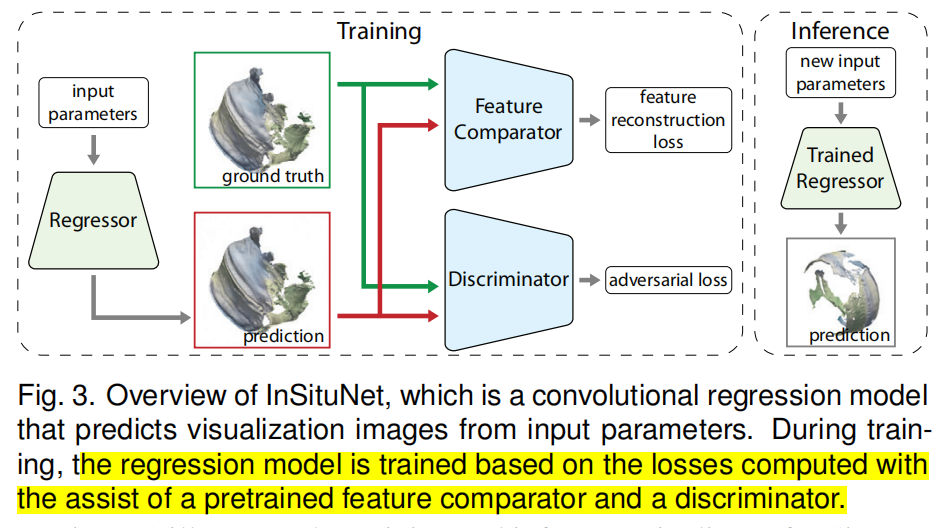 Training
Inference
input
parameters
Regressor
ground truth
prediction
Feature
Comparator
feature
reconstruction
loss
Discriminator
adversarial loss
new input
parameters
Trained
Regressor
prediction
Fig. 3. Overview of InSituNet, which is a convolutional regression model
that predicts visualization images from input parameters. During train-
ing, the regression model is trained based on the losses computed with
the assist of a pretrained feature comparator and a discriminator.